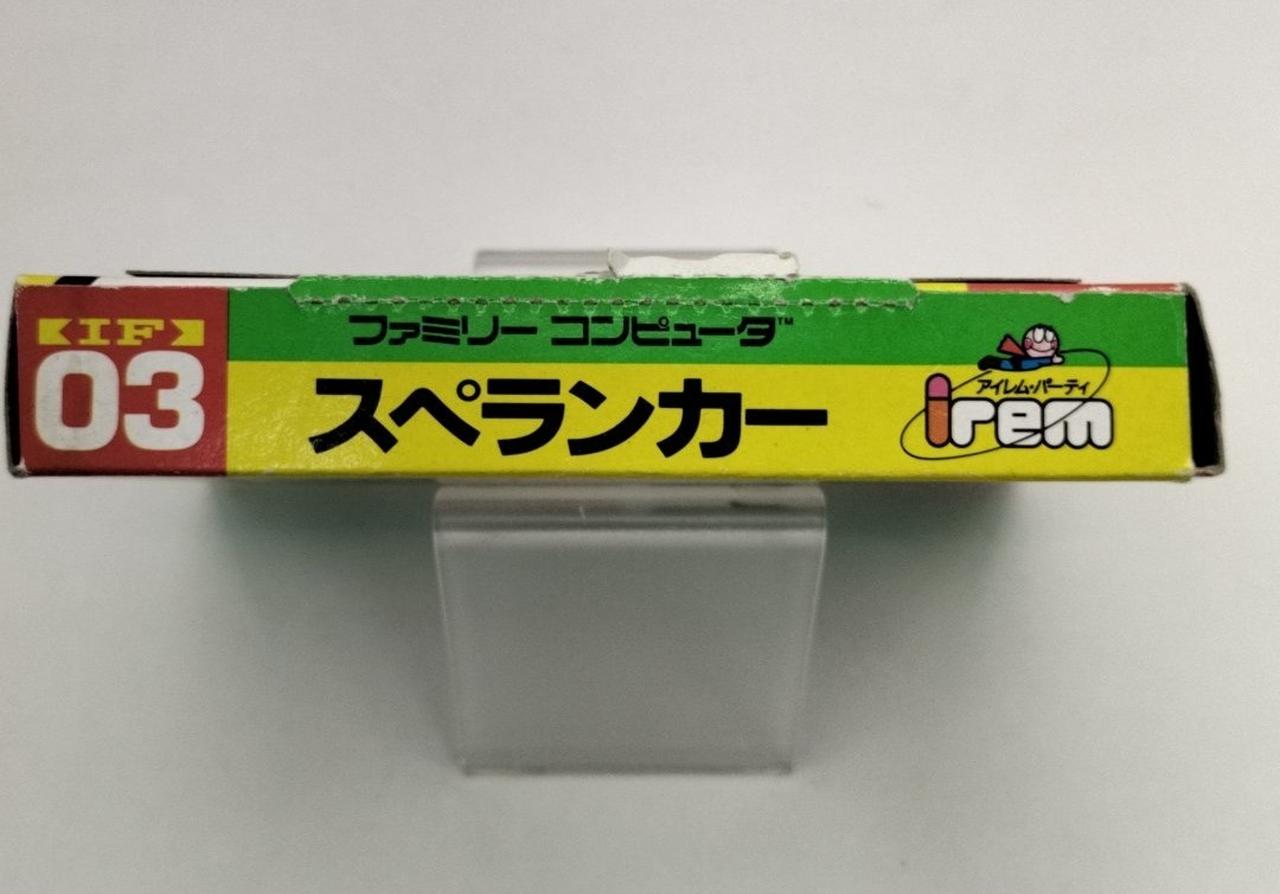 IF
03
ファミリー コンピュータ™
スペランカー
アイレム・パーティ
irem